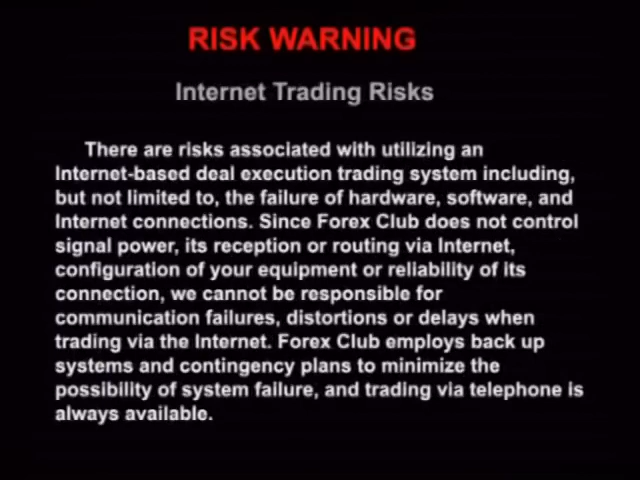 RISK WARNING
Internet Trading Risks
There are risks associated with utilizing an
Internet-based deal execution trading system including,
but not limited to, the failure of hardware, software, and
Internet connections. Since Forex Club does not control
signal power, its reception or routing via Internet,
configuration of your equipment or reliability of its
connection, we cannot be responsible for
communication failures, distortions or delays when
trading via the Internet. Forex Club employs back up
systems and contingency plans to minimize the
possibility of system failure, and trading via telephone is
always available.